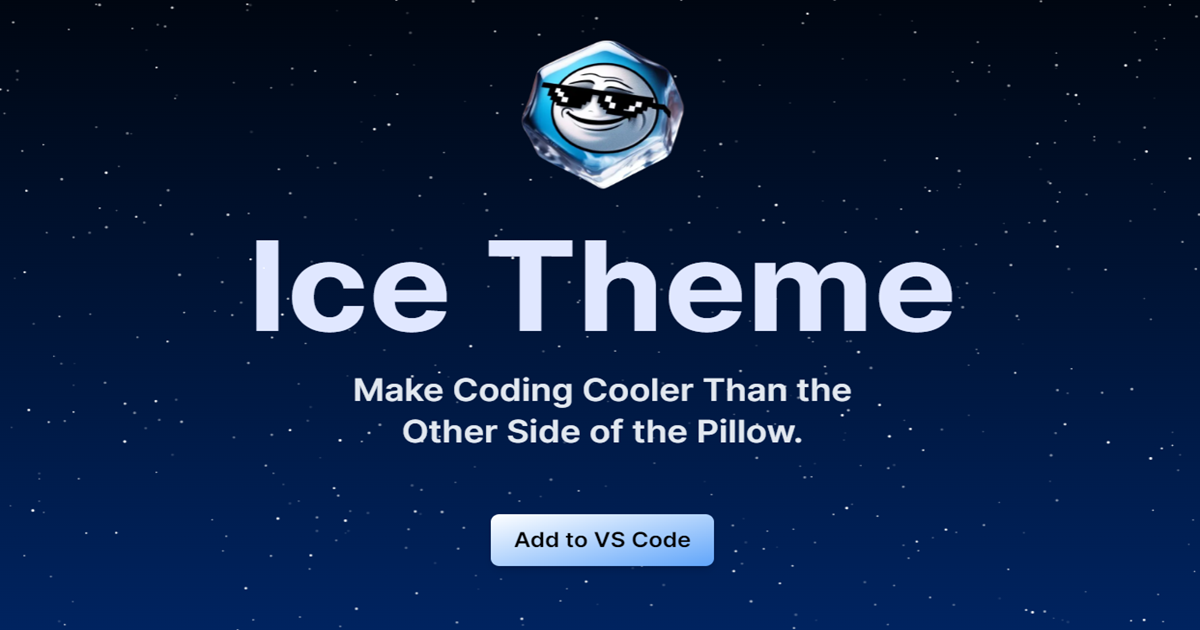 Ice Theme
Make Coding Cooler Than the
Other Side of the Pillow.
Add to VS Code